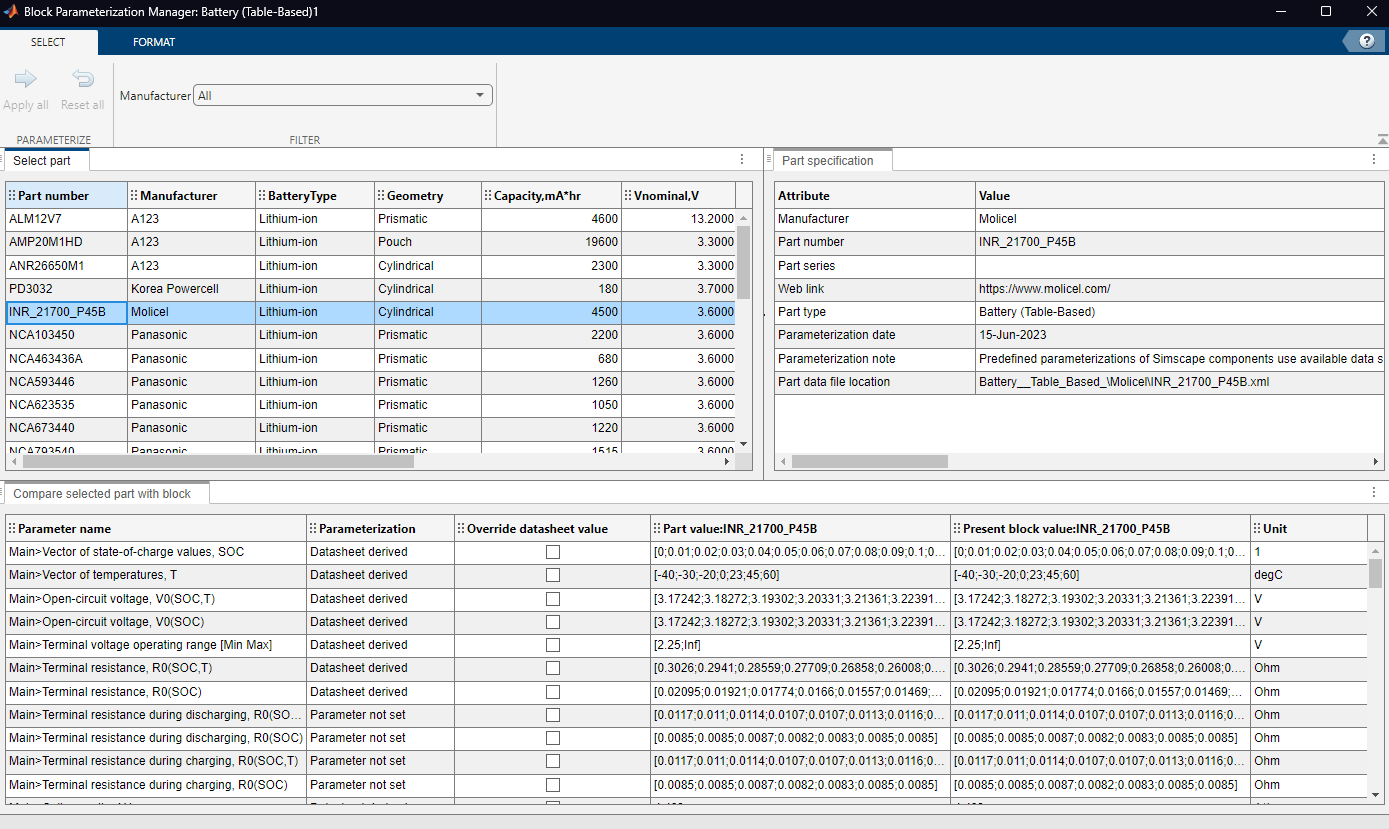 Block Parameterization Manager: Battery (Table-Based)1
SELECT FORMAT
Apply all Reset all
Manufacturer All
PARAMETERIZE FILTER
Select part
Part number Manufacturer BatteryType Geometry Capacity,mA*hr Vnominal,V
ALM12V7 A123 Lithium-ion Prismatic 4600 13.2000
AMP20M1HD A123 Lithium-ion Pouch 19600 3.3000
ANR26650M1 A123 Lithium-ion Cylindrical 2300 3.3000
PD3032 Korea Powercell Lithium-ion Cylindrical 180 3.7000
INR_21700_P45B Molicel Lithium-ion Cylindrical 4500 3.6000
NCA103450 Panasonic Lithium-ion Prismatic 2200 3.6000
NCA463436A Panasonic Lithium-ion Prismatic 680 3.6000
NCA593446 Panasonic Lithium-ion Prismatic 1260 3.6000
NCA623535 Panasonic Lithium-ion Prismatic 1050 3.6000
NCA673440 Panasonic Lithium-ion Prismatic 1220 3.6000
NCA793540 Panasonic Lithium-ion Prismatic 1515 3.6000
Part specification
Attribute Value
Manufacturer Molicel
Part number INR_21700_P45B
Part series
Web link https://www.molicel.com/
Part type Battery (Table-Based)
Parameterization date 15-Jun-2023
Parameterization note Predefined parameterizations of Simscape components use available data s
Part data file location Battery__Table_Based_\Molicel\INR_21700_P45B.xml
Compare selected part with block
Parameter name Parameterization Override datasheet value Part value:INR_21700_P45B Present block value:INR_21700_P45B Unit
Main>Vector of state-of-charge values, SOC Datasheet derived [0;0.01;0.02;0.03;0.04;0.05;0.06;0.07;0.08;0.09;0.1;0... [0;0.01;0.02;0.03;0.04;0.05;0.06;0.07;0.08;0.09;0.1;0... 1
Main>Vector of temperatures, T Datasheet derived [-40;-30;-20;0;23;45;60] [-40;-30;-20;0;23;45;60] degC
Main>Open-circuit voltage, V0(SOC,T) Datasheet derived [3.17242;3.18272;3.19302;3.20331;3.21361;3.22391... [3.17242;3.18272;3.19302;3.20331;3.21361;3.22391... V
Main>Open-circuit voltage, V0(SOC) Datasheet derived [3.17242;3.18272;3.19302;3.20331;3.21361;3.22391... [3.17242;3.18272;3.19302;3.20331;3.21361;3.22391... V
Main>Terminal voltage operating range [Min Max] Datasheet derived [2.25;Inf] [2.25;Inf] V
Main>Terminal resistance, R0(SOC,T) Datasheet derived [0.3026;0.2941;0.28559;0.27709;0.26858;0.26008;0.... [0.3026;0.2941;0.28559;0.27709;0.26858;0.26008;0.... Ohm
Main>Terminal resistance, R0(SOC) Datasheet derived [0.02095;0.01921;0.01774;0.0166;0.01557;0.01469;... [0.02095;0.01921;0.01774;0.0166;0.01557;0.01469;... Ohm
Main>Terminal resistance during discharging, R0(SO... Parameter not set [0.0117;0.011;0.0114;0.0107;0.0107;0.0113;0.0116;0... [0.0117;0.011;0.0114;0.0107;0.0107;0.0113;0.0116;0... Ohm
Main>Terminal resistance during discharging, R0(SOC) Parameter not set [0.0085;0.0085;0.0087;0.0082;0.0083;0.0085;0.0085] [0.0085;0.0085;0.0087;0.0082;0.0083;0.0085;0.0085] Ohm
Main>Terminal resistance during charging, R0(SOC,T) Parameter not set [0.0117;0.011;0.0114;0.0107;0.0107;0.0113;0.0116;0... [0.0117;0.011;0.0114;0.0107;0.0107;0.0113;0.0116;0... Ohm
Main>Terminal resistance during charging, R0(SOC) Parameter not set [0.0085;0.0085;0.0087;0.0082;0.0083;0.0085;0.0085] [0.0085;0.0085;0.0087;0.0082;0.0083;0.0085;0.0085] Ohm